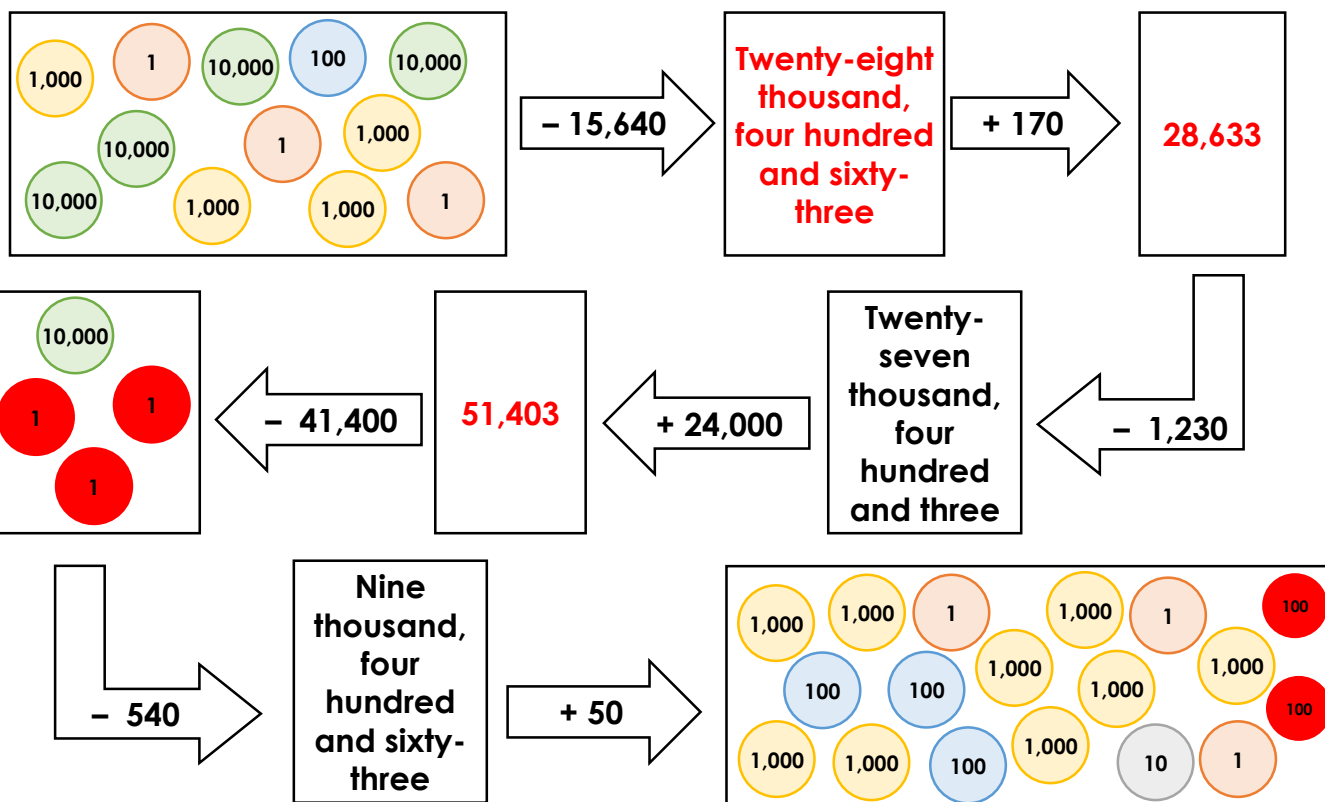 1,000
1
10,000
100
10,000
10,000
1
1,000
10,000
1,000
1,000
1
– 15,640
Twenty-eight
thousand,
four hundred
and sixty-
three
+ 170
28,633
– 1,230
Twenty-
seven
thousand,
four
hundred
and three
+ 24,000
51,403
– 41,400
10,000
1
1
1
– 540
Nine
thousand,
four
hundred
and sixty-
three
+ 50
1,000
1,000
1
1,000
1
100
100
100
1,000
1,000
1,000
100
1,000
1,000
100
1,000
10
1